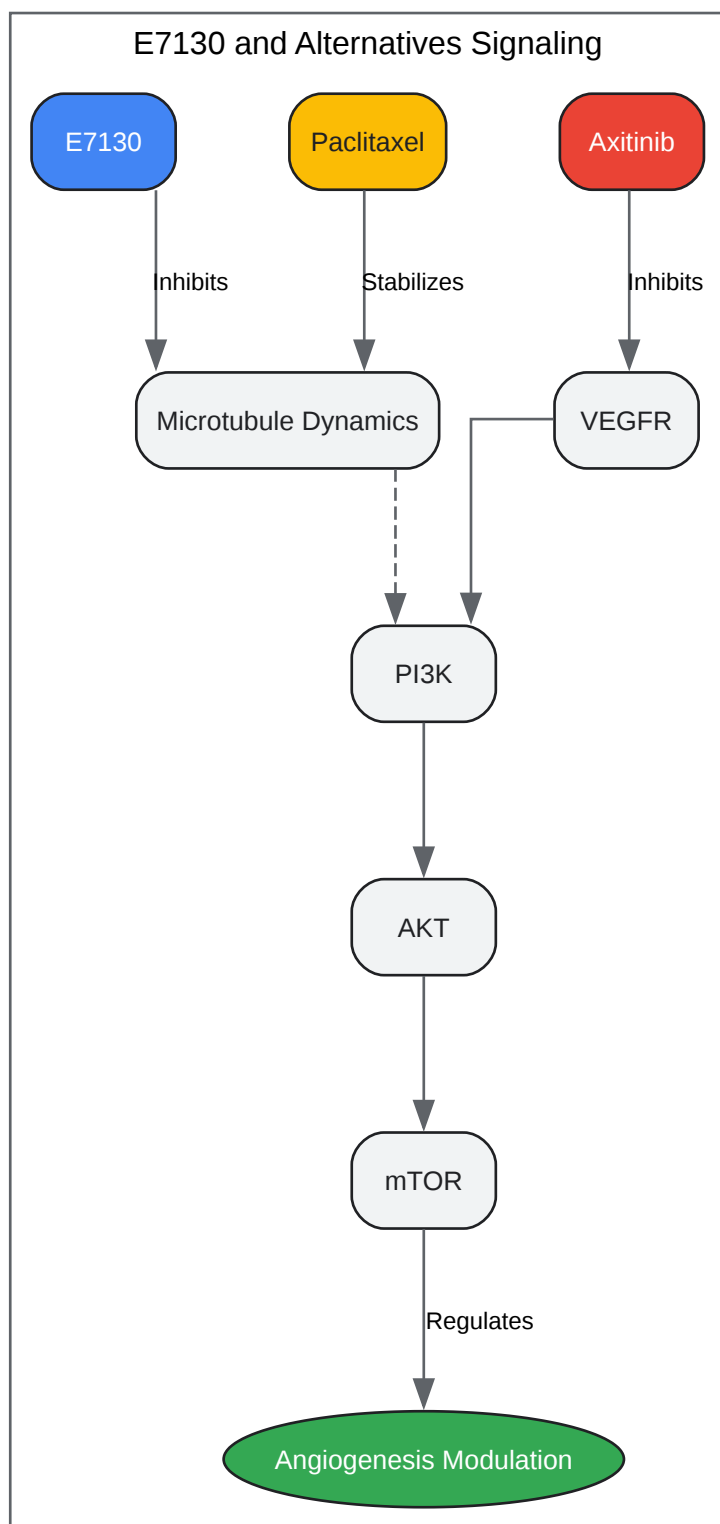 E7130 and Alternatives Signaling
E7130
Paclitaxel
Axitinib
Inhibits
Stabilizes
Inhibits
Microtubule Dynamics
VEGFR
PI3K
AKT
mTOR
Regulates
Angiogenesis Modulation